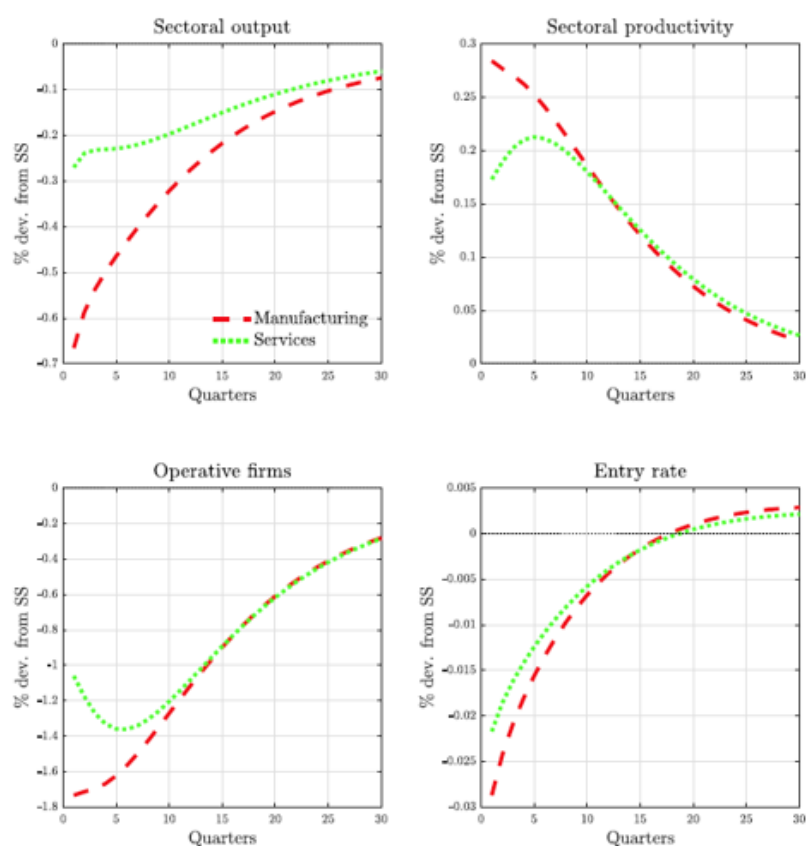 Sectoral output
0
-0.1
-0.2
-0.3
-0.4
-0.5
-0.6
-0.7
% dev. from SS
Manufacturing
Services
0 5 10 15 20 25 30
Quarters
Sectoral productivity
0.3
0.25
0.2
0.15
0.1
0.05
0
% dev. from SS
0 5 10 15 20 25 30
Quarters
Operative firms
0
-0.2
-0.4
-0.6
-0.8
-1
-1.2
-1.4
-1.6
-1.8
% dev. from SS
0 5 10 15 20 25 30
Quarters
Entry rate
0.005
0
-0.005
-0.01
-0.015
-0.02
-0.025
-0.03
% dev. from SS
0 5 10 15 20 25 30
Quarters